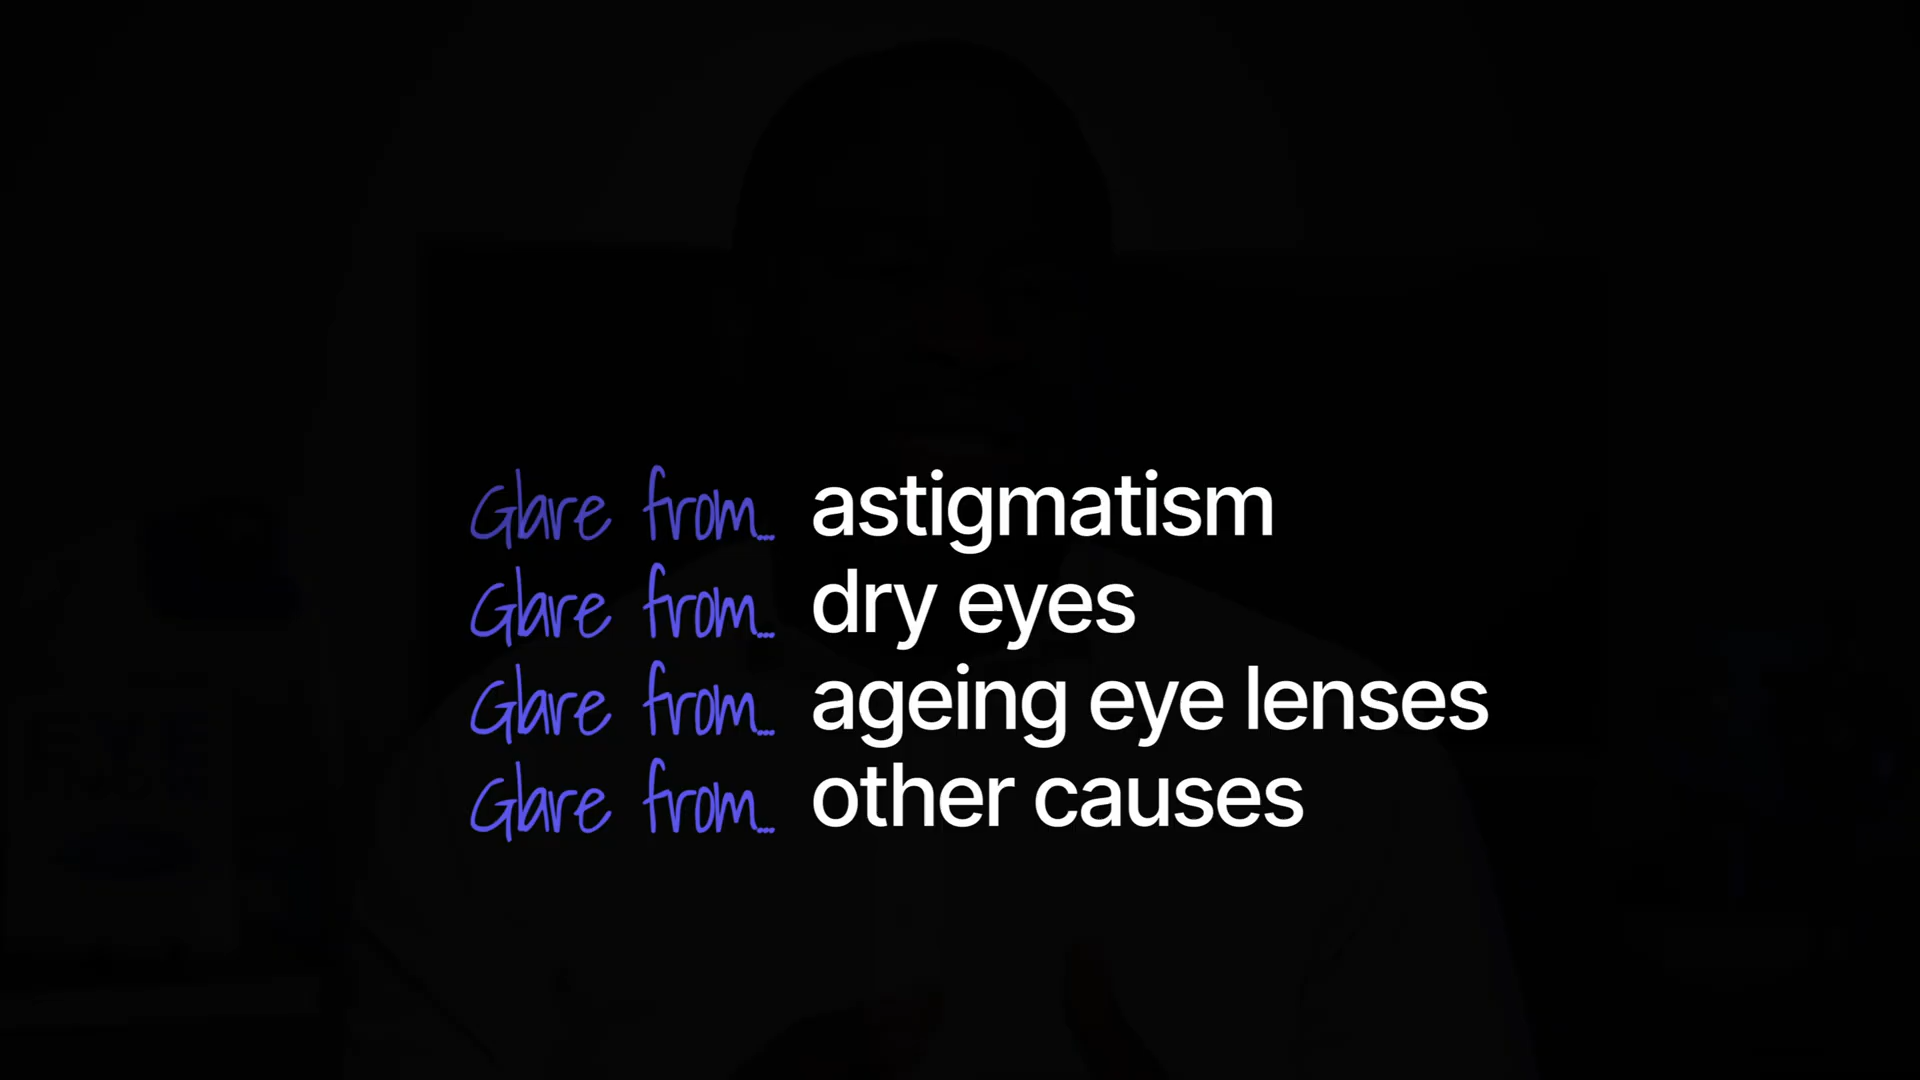 Glare from... astigmatism
Glare from... dry eyes
Glare from... ageing eye lenses
Glare from... other causes